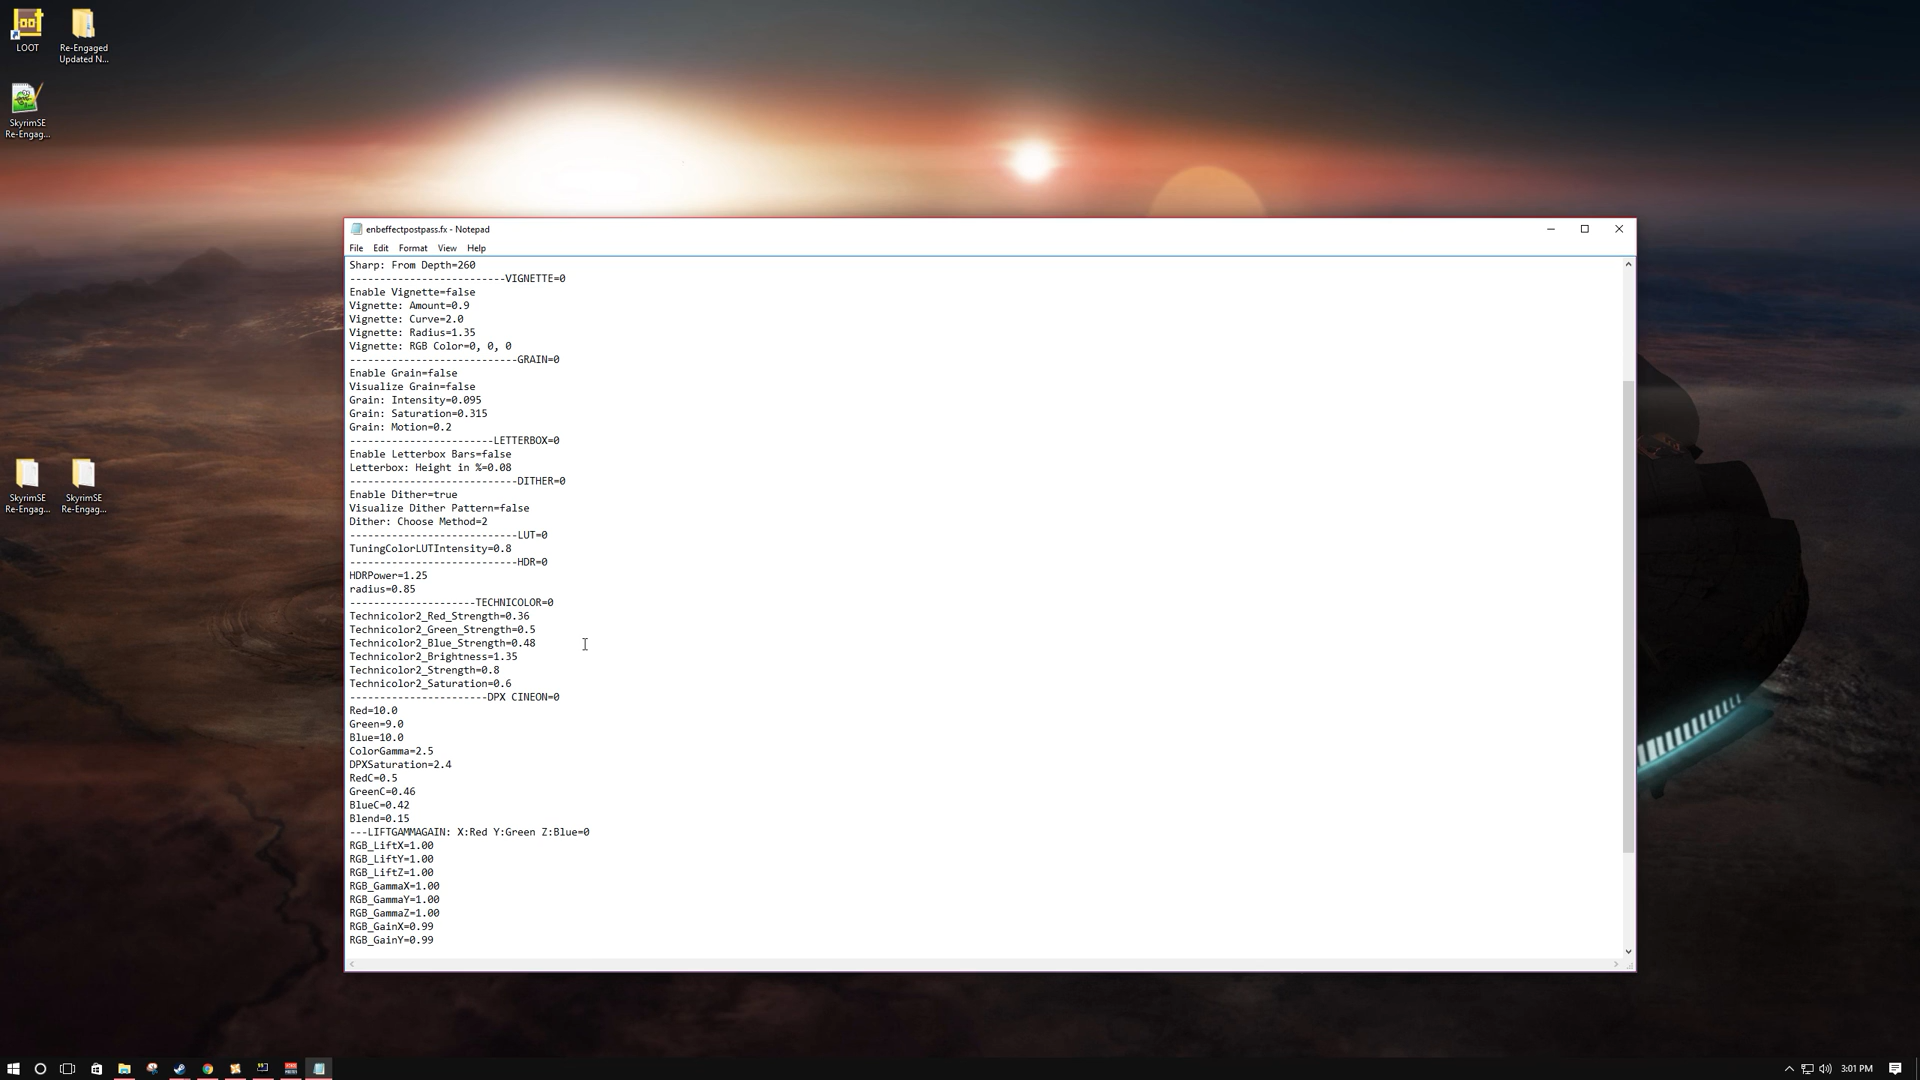 LOOT
Re-Engaged
Updated N...
SkyrimSE
Re-Engag...
SkyrimSE
Re-Engag...
SkyrimSE
Re-Engag...
enbeffectpostpass.fx - Notepad
File Edit Format View Help
Sharp: From Depth=260
--------------------------VIGNETTE=0
Enable Vignette=false
Vignette: Amount=0.9
Vignette: Curve=2.0
Vignette: Radius=1.35
Vignette: RGB Color=0, 0, 0
----------------------------GRAIN=0
Enable Grain=false
Visualize Grain=false
Grain: Intensity=0.095
Grain: Saturation=0.315
Grain: Motion=0.2
------------------------LETTERBOX=0
Enable Letterbox Bars=false
Letterbox: Height in %=0.08
----------------------------DITHER=0
Enable Dither=true
Visualize Dither Pattern=false
Dither: Choose Method=2
----------------------------LUT=0
TuningColorLUTIntensity=0.8
----------------------------HDR=0
HDRPower=1.25
radius=0.85
---------------------TECHNICOLOR=0
Technicolor2_Red_Strength=0.36
Technicolor2_Green_Strength=0.5
Technicolor2_Blue_Strength=0.48
Technicolor2_Brightness=1.35
Technicolor2_Strength=0.8
Technicolor2_Saturation=0.6
-----------------------DPX CINEON=0
Red=10.0
Green=9.0
Blue=10.0
ColorGamma=2.5
DPXSaturation=2.4
RedC=0.5
GreenC=0.46
BlueC=0.42
Blend=0.15
---LIFTGAMMAGAIN: X:Red Y:Green Z:Blue=0
RGB_LiftX=1.00
RGB_LiftY=1.00
RGB_LiftZ=1.00
RGB_GammaX=1.00
RGB_GammaY=1.00
RGB_GammaZ=1.00
RGB_GainX=0.99
RGB_GainY=0.99
3:01 PM